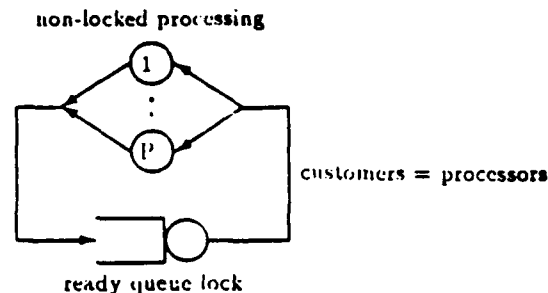 non-locked processing
1
P
customers = processors
ready queue lock